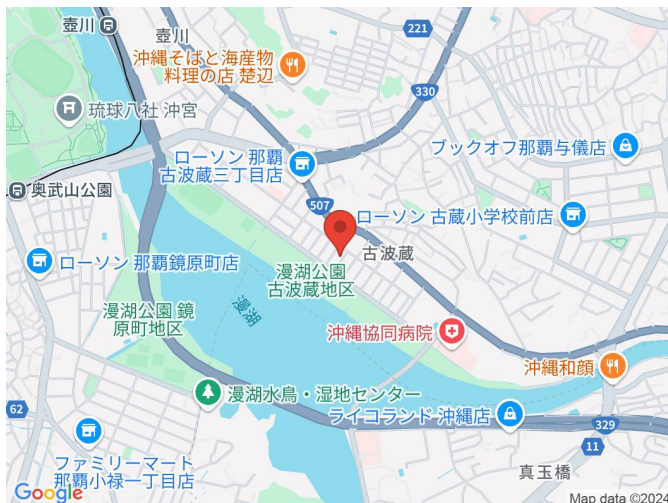 壺川
壺川
沖縄そばと海産物
料理の店 楚辺
221
330
琉球八社 沖宮
ローソン 那覇
古波蔵三丁目店
ブックオフ那覇与儀店
奥武山公園
507
ローソン 古蔵小学校前店
古波蔵
ローソン 那覇鏡原町店
漫湖公園
古波蔵地区
漫湖公園 鏡
原町地区
漫湖
沖縄協同病院
沖縄和顔
漫湖水鳥・湿地センター
ライコランド 沖縄店
62
329
11
ファミリーマート
那覇小禄一丁目店
真玉橋
Google
Map data ©2024